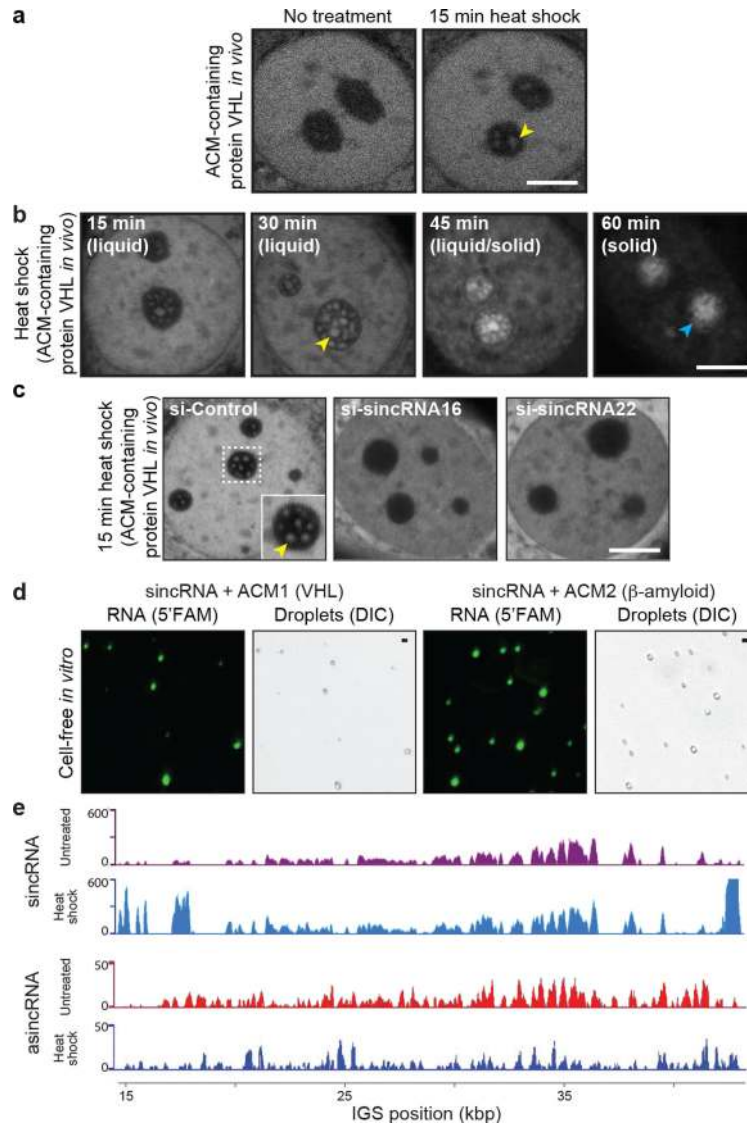 a
No treatment
15 min heat shock
ACM-containing
protein VHL in vivo
b
15 min
(liquid)
30 min
(liquid)
45 min
(liquid/solid)
60 min
(solid)
Heat shock
(ACM-containing
protein VHL in vivo)
c
si-Control
si-sincRNA16
si-sincRNA22
15 min heat shock
(ACM-containing
protein VHL in vivo)
d
sincRNA + ACM1 (VHL)
sincRNA + ACM2 (β-amyloid)
RNA (5'FAM)
Droplets (DIC)
RNA (5'FAM)
Droplets (DIC)
Cell-free in vitro
e
sincRNA
Untreated
600
0
Heat
shock
600
0
asincRNA
Untreated
50
0
Heat
shock
50
0
15
25
35
IGS position (kbp)